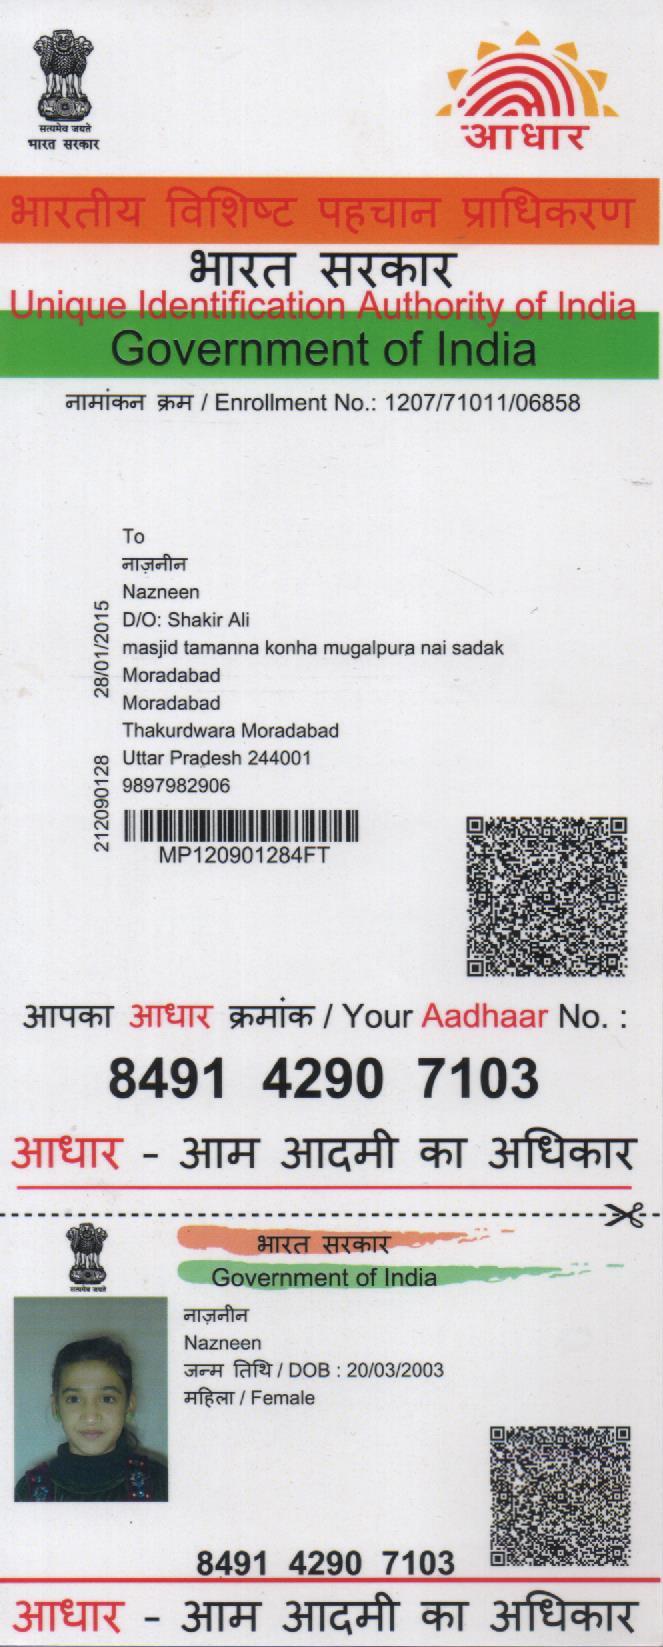 सत्यमेव जयते
भारत सरकार
आधार
भारतीय विशिष्ट पहचान प्राधिकरण
भारत सरकार
Unique Identification Authority of India
Government of India
नामांकन क्रम / Enrollment No.: 1207/71011/06858
To
नाज़नीन
Nazneen
D/O: Shakir Ali
masjid tamanna konha mugalpura nai sadak
Moradabad
Moradabad
Thakurdwara Moradabad
Uttar Pradesh 244001
9897982906
28/01/2015
212090128
MP120901284FT
आपका आधार क्रमांक / Your Aadhaar No. :
8491 4290 7103
आधार - आम आदमी का अधिकार
सत्यमेव जयते
भारत सरकार
Government of India
नाज़नीन
Nazneen
जन्म तिथि / DOB : 20/03/2003
महिला / Female
8491 4290 7103
आधार - आम आदमी का अधिकार